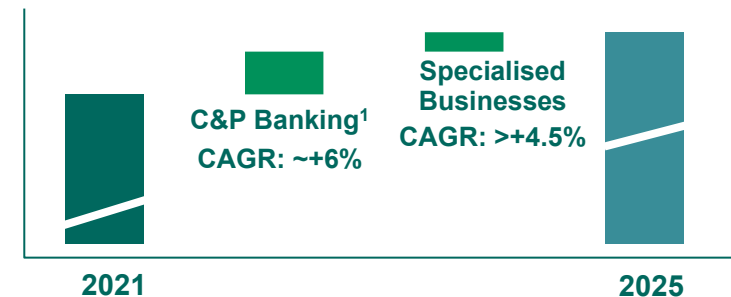 C&P Banking¹
CAGR: ~+6%
Specialised
Businesses
CAGR: >+4.5%
2021
2025